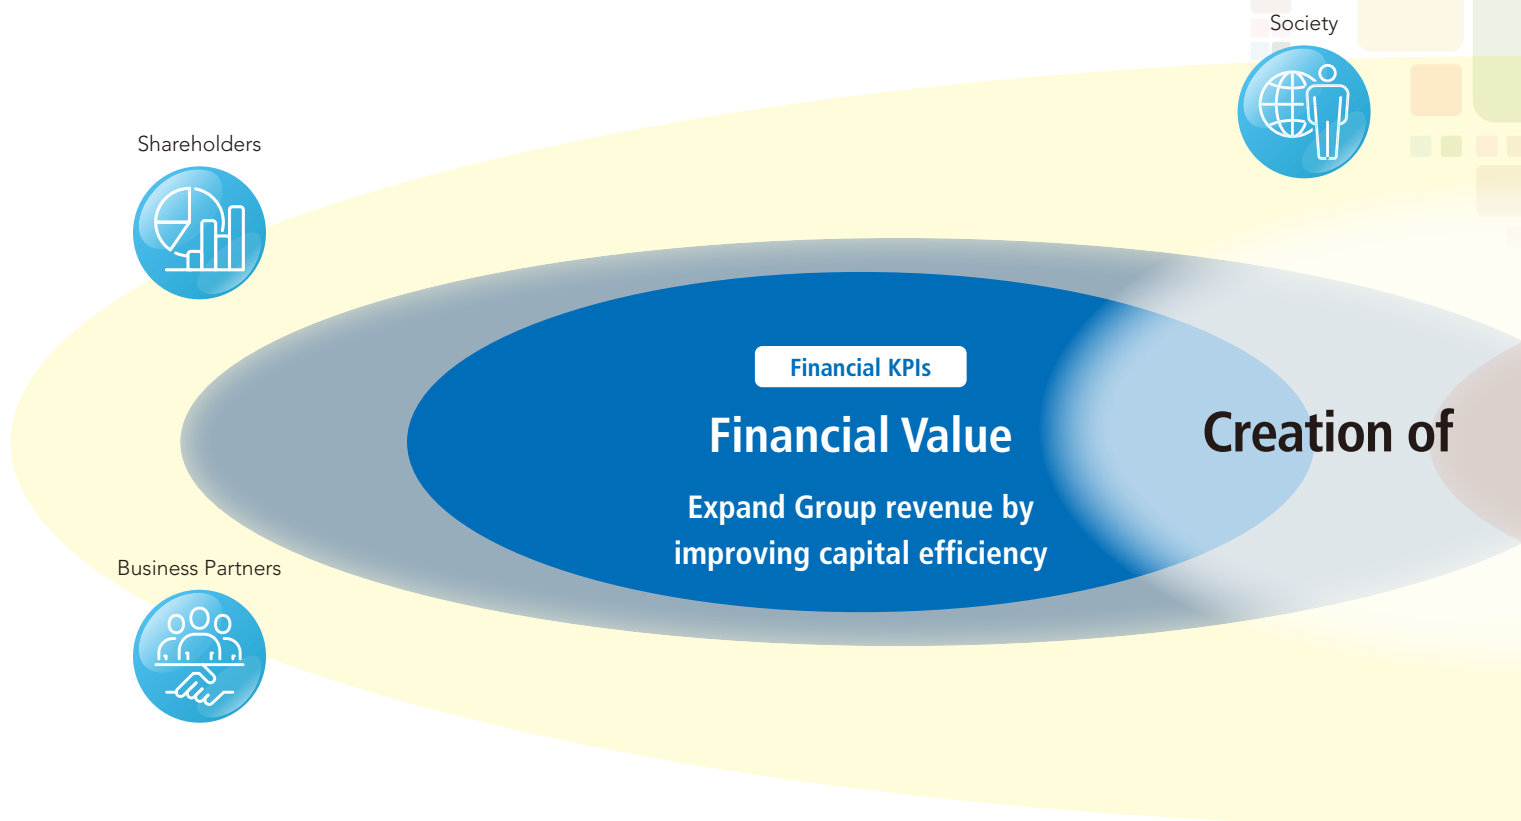 Society
Shareholders
Financial KPIs
Financial Value
Creation of
Expand Group revenue by
improving capital efficiency
Business Partners